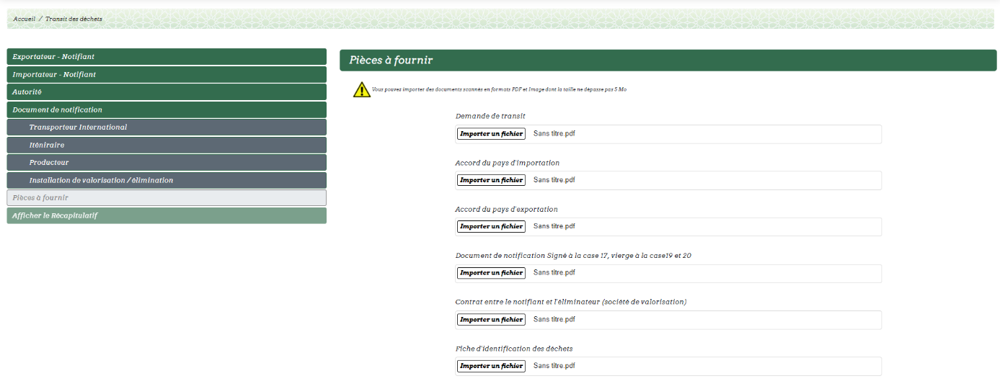 Accueil / Transit des déchets
Exportateur - Notifiant
Importateur - Notifiant
Autorité
Document de notification
Transporteur International
Iténiraire
Producteur
Installation de valorisation / élimination
Pièces à fournir
Afficher le Récapitulatif
Pièces à fournir
Vous pouvez importer des documents scannés en formats PDF et Image dont la taille ne dépasse pas 5 Mo
Demande de transit
Importer un fichier Sans titre.pdf
Accord du pays d'importation
Importer un fichier Sans titre.pdf
Accord du pays d'exportation
Importer un fichier Sans titre.pdf
Document de notification Signé à la case 17, vierge à la case19 et 20
Importer un fichier Sans titre.pdf
Contrat entre le notifiant et l'éliminateur (société de valorisation)
Importer un fichier Sans titre.pdf
Fiche d'identification des déchets
Importer un fichier Sans titre.pdf